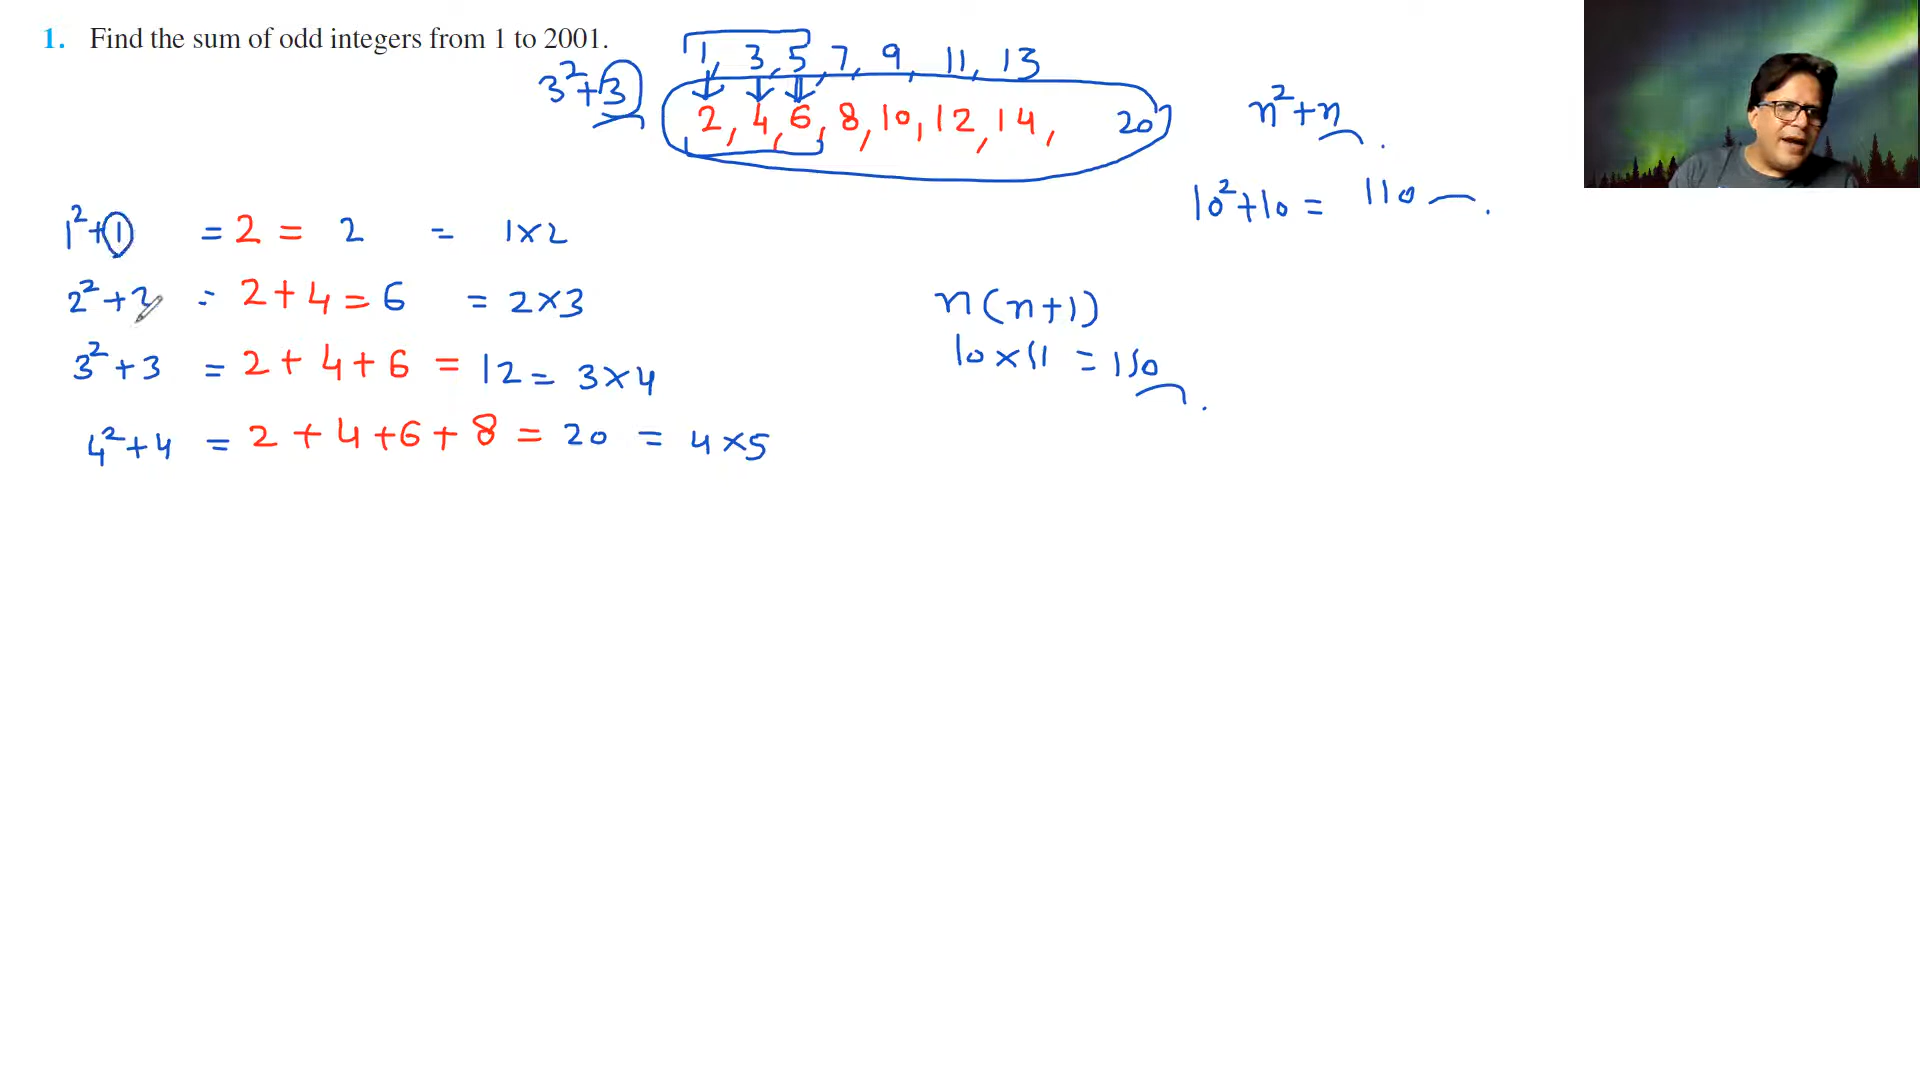 1. Find the sum of odd integers from 1 to 2001.
1, 3, 5, 7, 9, 11, 13
3²+3
2, 4, 6, 8, 10, 12, 14, 20
n²+n
10²+10 = 110
1²+1 = 2 = 2 = 1×2
2²+2 = 2+4 = 6 = 2×3
n(n+1)
10×11 = 110
3²+3 = 2+4+6 = 12 = 3×4
4²+4 = 2+4+6+8 = 20 = 4×5